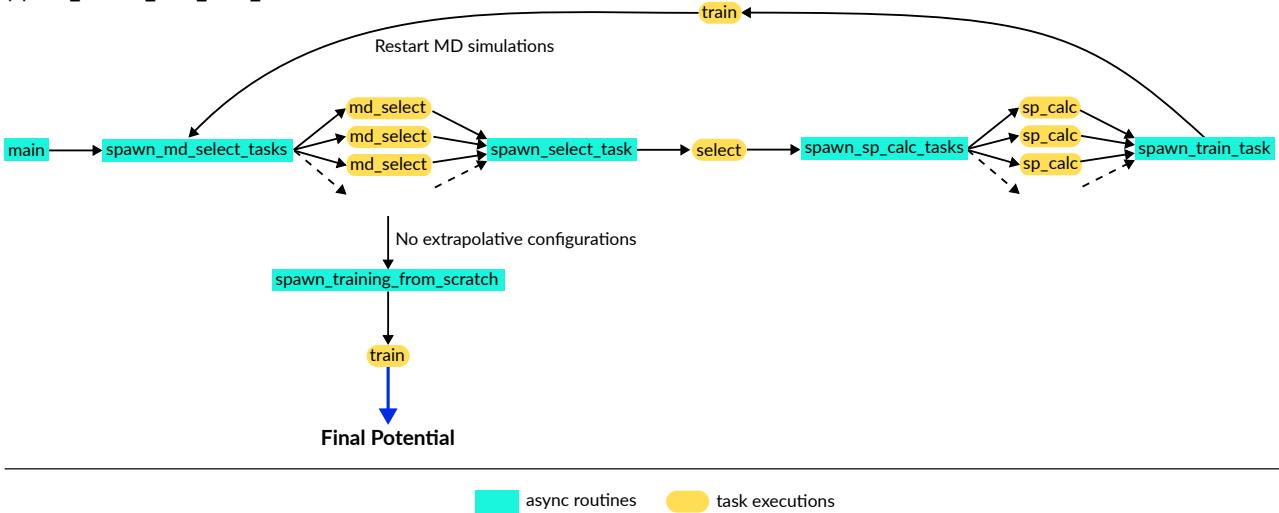 train
Restart MD simulations
md_select
sp_calc
main
spawn_md_select_tasks
md_select
spawn_select_task
select
spawn_sp_calc_tasks
sp_calc
spawn_train_task
md_select
sp_calc
No extrapolative configurations
spawn_training_from_scratch
train
Final Potential
async routines
task executions